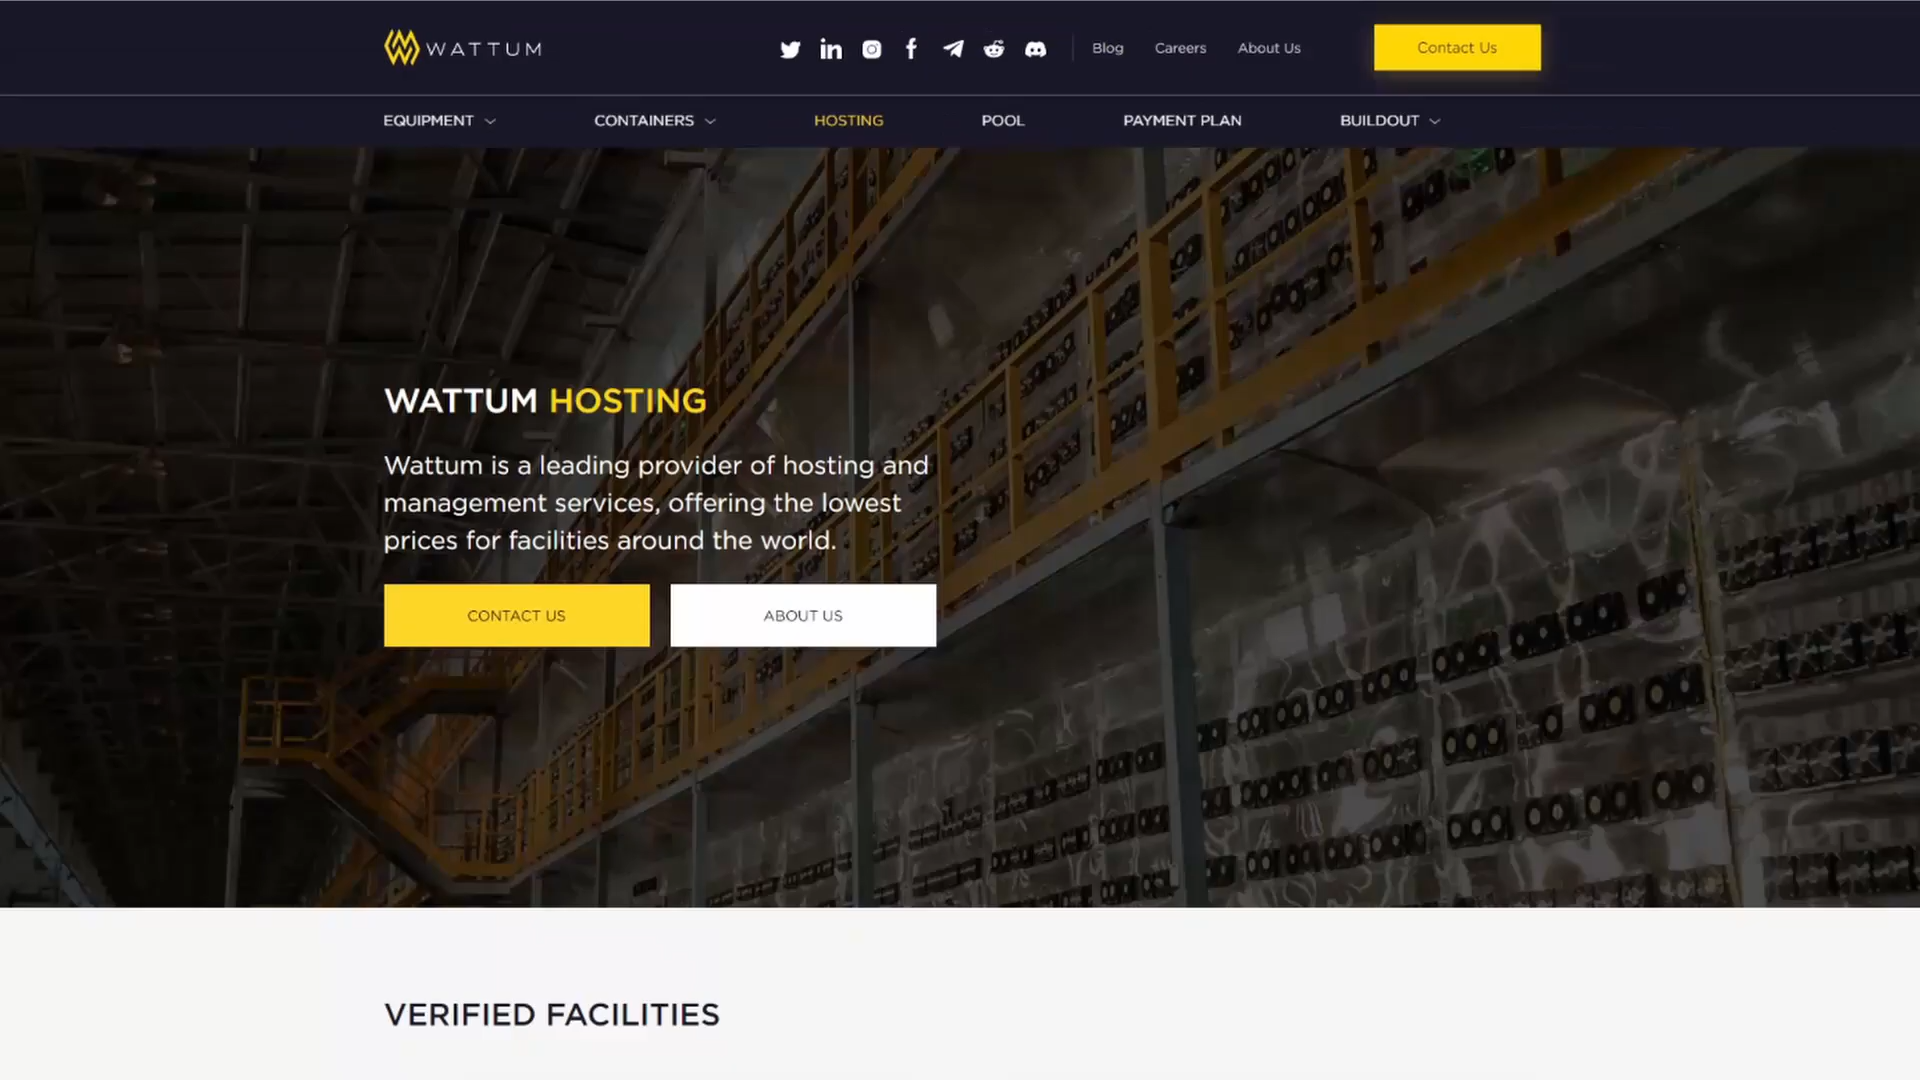 WATTUM
Blog
Careers
About Us
Contact Us
EQUIPMENT
CONTAINERS
HOSTING
POOL
PAYMENT PLAN
BUILDOUT
WATTUM HOSTING
Wattum is a leading provider of hosting and
management services, offering the lowest
prices for facilities around the world.
CONTACT US
ABOUT US
VERIFIED FACILITIES